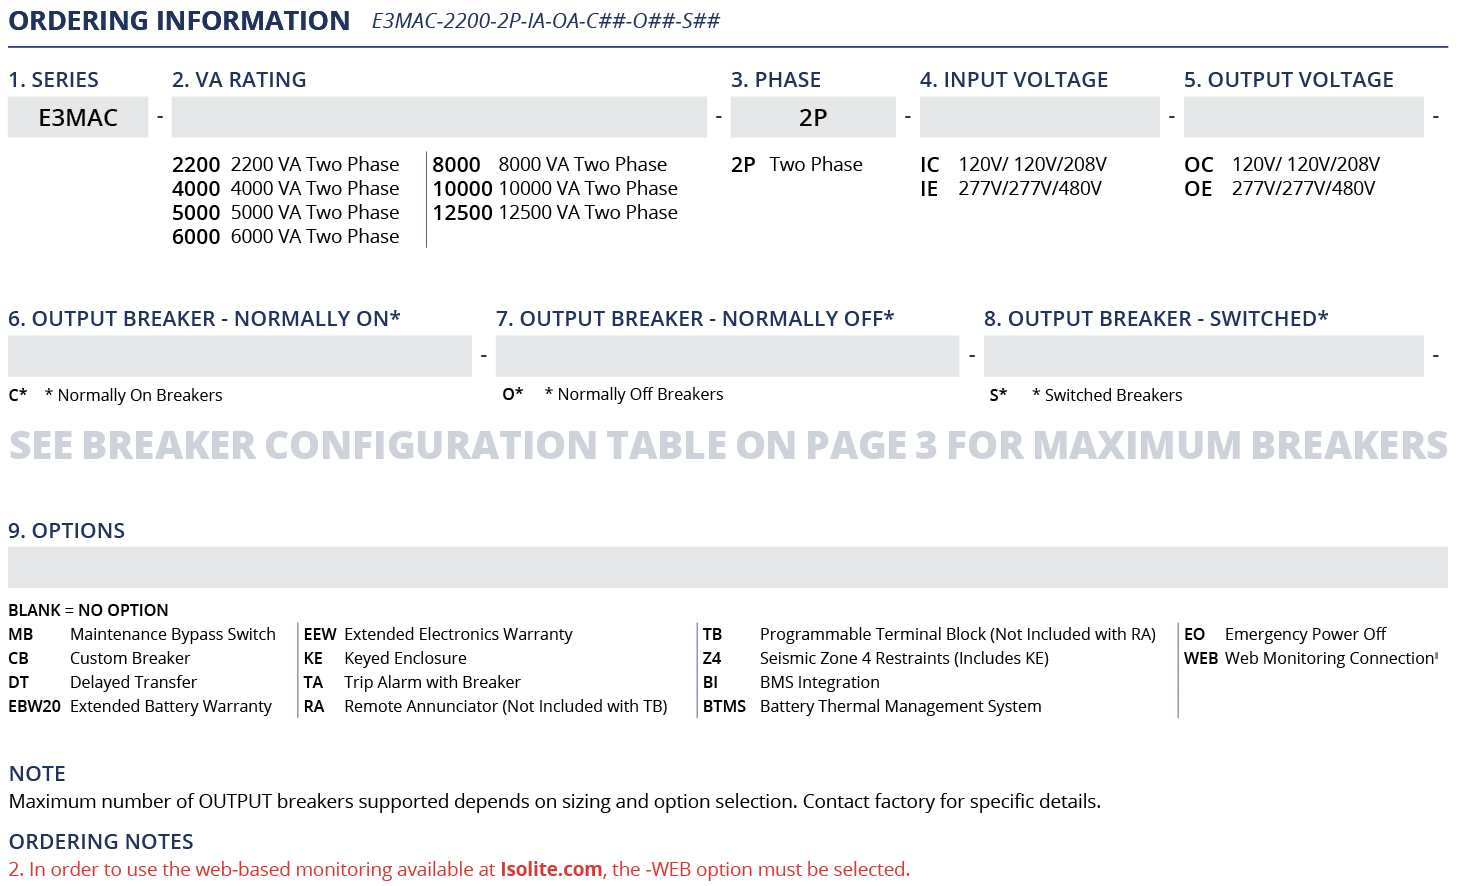 ORDERING INFORMATION E3MAC-2200-2P-IA-OA-C##-O##-S##
1. SERIES 2. VA RATING 3. PHASE 4. INPUT VOLTAGE 5. OUTPUT VOLTAGE
E3MAC - - 2P - - -
2200 2200 VA Two Phase 8000 8000 VA Two Phase 2P Two Phase IC 120V/ 120V/208V OC 120V/ 120V/208V
4000 4000 VA Two Phase 10000 10000 VA Two Phase IE 277V/277V/480V OE 277V/277V/480V
5000 5000 VA Two Phase 12500 12500 VA Two Phase
6000 6000 VA Two Phase
6. OUTPUT BREAKER - NORMALLY ON* 7. OUTPUT BREAKER - NORMALLY OFF* 8. OUTPUT BREAKER - SWITCHED*
- - -
C* * Normally On Breakers O* * Normally Off Breakers S* * Switched Breakers
SEE BREAKER CONFIGURATION TABLE ON PAGE 3 FOR MAXIMUM BREAKERS
9. OPTIONS
BLANK = NO OPTION
MB Maintenance Bypass Switch EEW Extended Electronics Warranty TB Programmable Terminal Block (Not Included with RA) EO Emergency Power Off
CB Custom Breaker KE Keyed Enclosure Z4 Seismic Zone 4 Restraints (Includes KE) WEB Web Monitoring Connection
DT Delayed Transfer TA Trip Alarm with Breaker BI BMS Integration
EBW20 Extended Battery Warranty RA Remote Annunciator (Not Included with TB) BTMS Battery Thermal Management System
NOTE
Maximum number of OUTPUT breakers supported depends on sizing and option selection. Contact factory for specific details.
ORDERING NOTES
2. In order to use the web-based monitoring available at Isolite.com, the -WEB option must be selected.